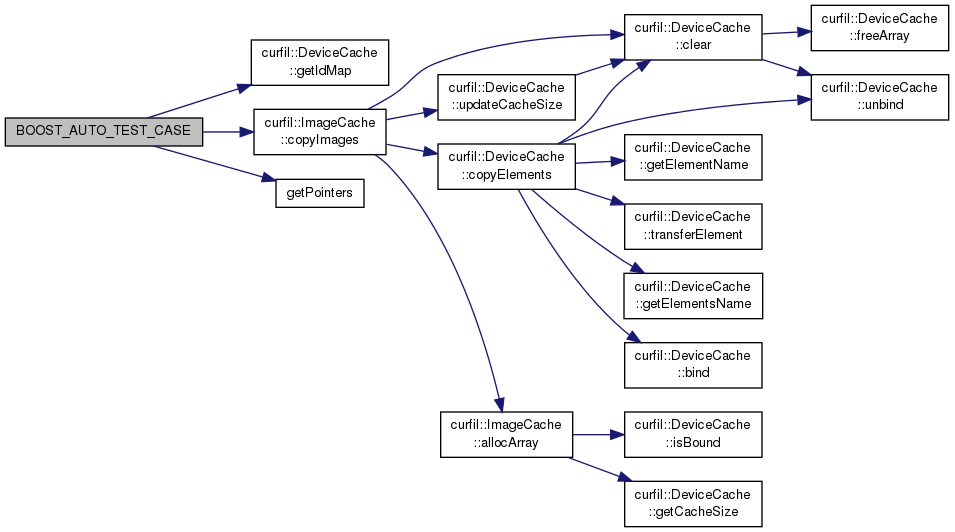 BOOST_AUTO_TEST_CASE
curfil::DeviceCache
::getIdMap
curfil::ImageCache
::copyImages
getPointers
curfil::DeviceCache
::updateCacheSize
curfil::DeviceCache
::copyElements
curfil::ImageCache
::allocArray
curfil::DeviceCache
::clear
curfil::DeviceCache
::getElementName
curfil::DeviceCache
::transferElement
curfil::DeviceCache
::getElementsName
curfil::DeviceCache
::bind
curfil::DeviceCache
::isBound
curfil::DeviceCache
::getCacheSize
curfil::DeviceCache
::freeArray
curfil::DeviceCache
::unbind